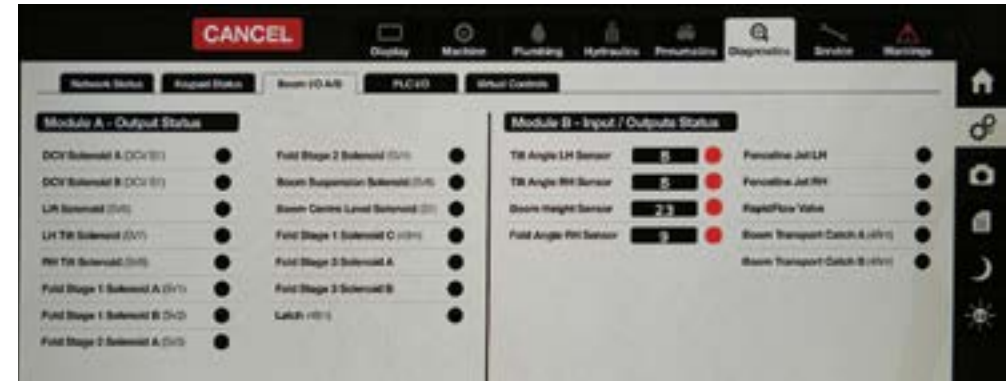 CANCEL
Display
Machine
Plumbing
Hydraulics
Pneumatics
Diagnostics
Service
Warnings
Network Status
Keypad Status
Boom I/O A/B
PLC I/O
Virtual Controls
Module A - Output Status
DCV Solenoid A
DCV Solenoid B
Lift Solenoid
LH Tilt Solenoid
RH Tilt Solenoid
Fold Stage 1 Solenoid A
Fold Stage 1 Solenoid B
Fold Stage 2 Solenoid A
Fold Stage 2 Solenoid
Boom Suspension Solenoid
Boom Centre Level Solenoid
Fold Stage 1 Solenoid C
Fold Stage 3 Solenoid A
Fold Stage 3 Solenoid B
Latch
Module B - Input / Outputs Status
Tilt Angle LH Sensor 5
Tilt Angle RH Sensor 5
Boom Height Sensor 23
Fold Angle RH Sensor 9
Fenceline Jet LH
Fenceline Jet RH
RapidFlow Valve
Boom Transport Catch A
Boom Transport Catch B